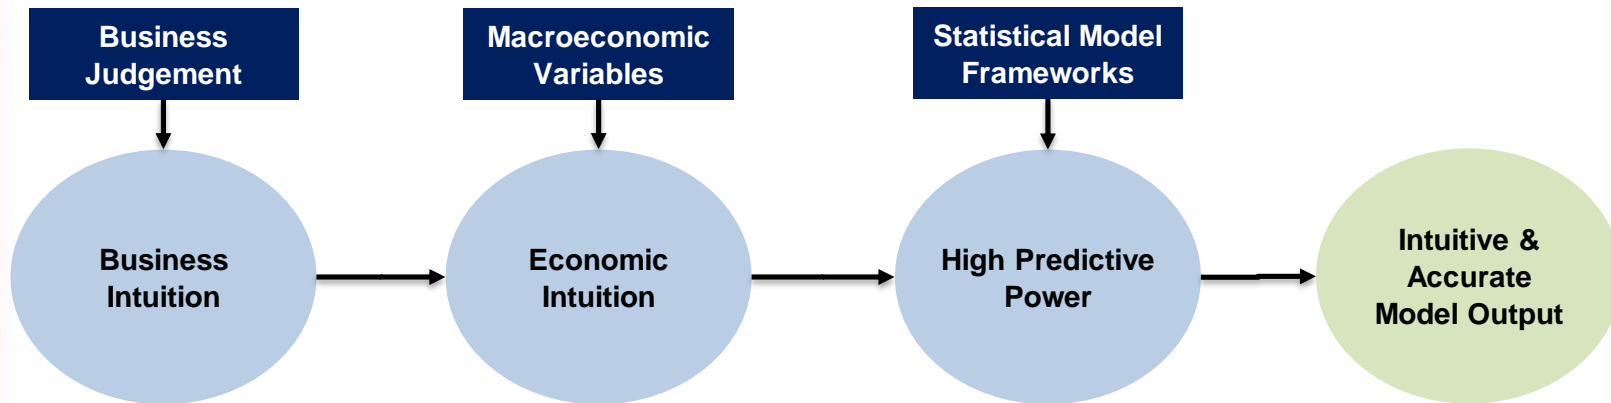 Business
Judgement
Macroeconomic
Variables
Statistical Model
Frameworks
Business
Intuition
Economic
Intuition
High Predictive
Power
Intuitive &
Accurate
Model Output